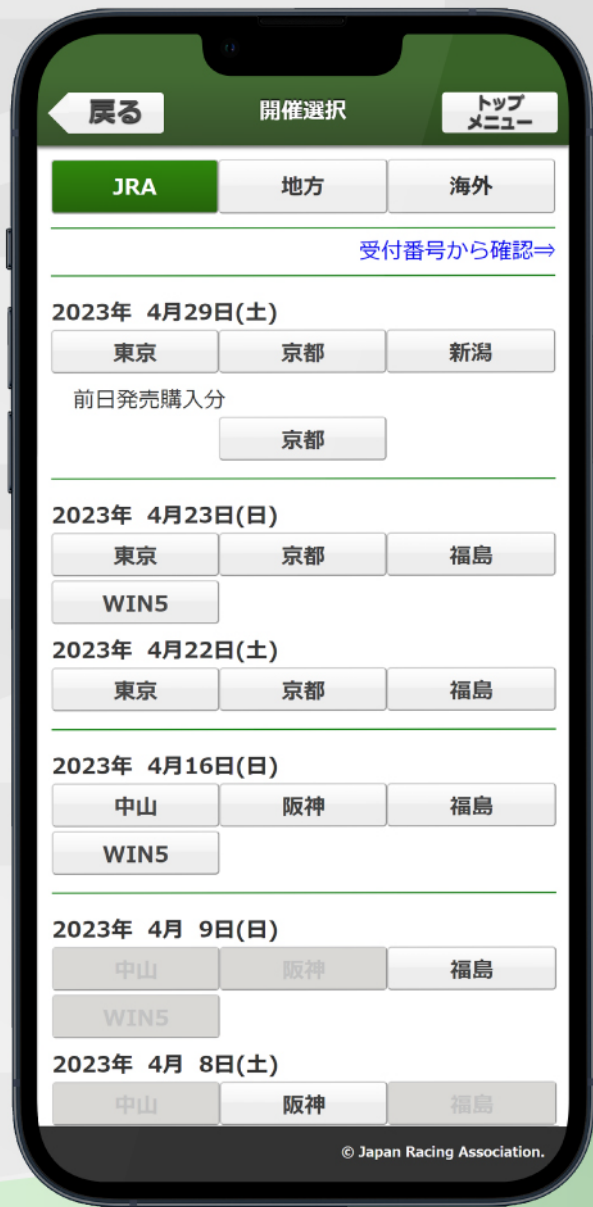 戻る 開催選択 トップ
メニュー
JRA 地方 海外
受付番号から確認⇒
2023年 4月29日(土)
東京 京都 新潟
前日発売購入分
京都
2023年 4月23日(日)
東京 京都 福島
WIN5
2023年 4月22日(土)
東京 京都 福島
2023年 4月16日(日)
中山 阪神 福島
WIN5
2023年 4月 9日(日)
中山 阪神 福島
WIN5
2023年 4月 8日(土)
中山 阪神 福島
© Japan Racing Association.